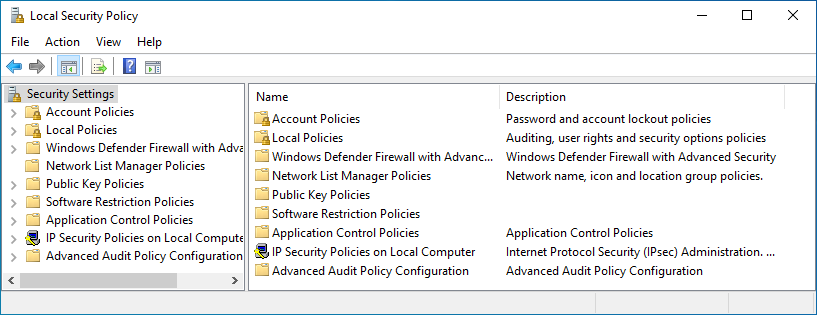 Local Security Policy
File Action View Help
Security Settings
Account Policies
Local Policies
Windows Defender Firewall with Adva
Network List Manager Policies
Public Key Policies
Software Restriction Policies
Application Control Policies
IP Security Policies on Local Compute
Advanced Audit Policy Configuration
Name Description
Account Policies Password and account lockout policies
Local Policies Auditing, user rights and security options policies
Windows Defender Firewall with Advanc... Windows Defender Firewall with Advanced Security
Network List Manager Policies Network name, icon and location group policies.
Public Key Policies
Software Restriction Policies
Application Control Policies Application Control Policies
IP Security Policies on Local Computer Internet Protocol Security (IPsec) Administration. ...
Advanced Audit Policy Configuration Advanced Audit Policy Configuration